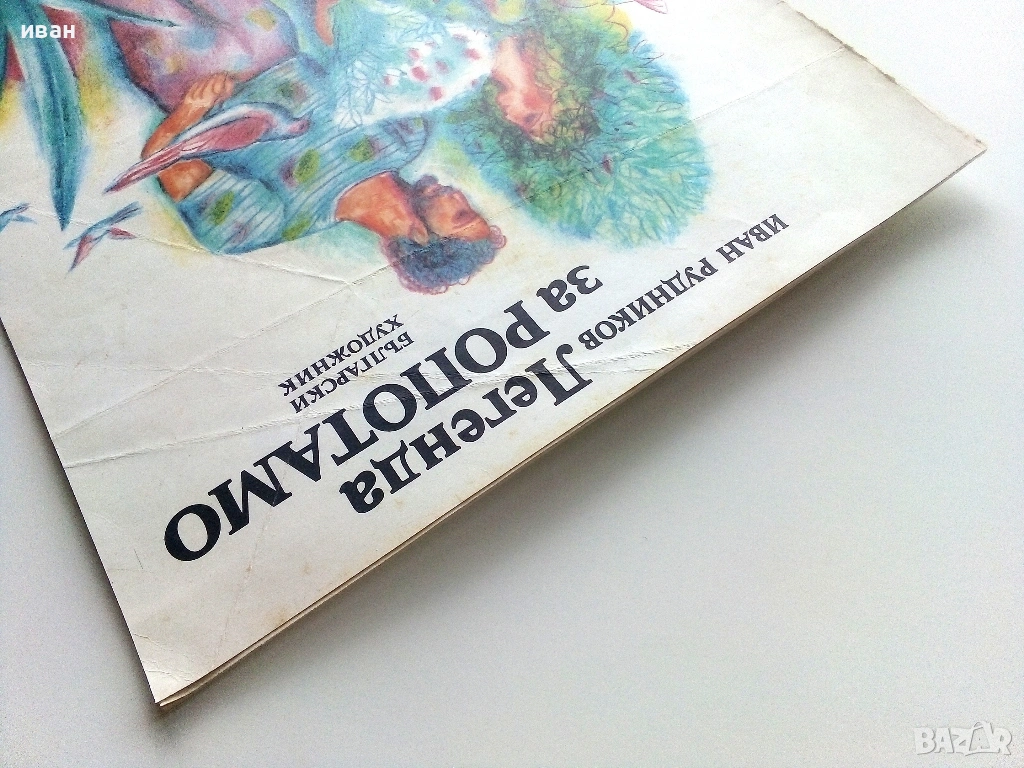 иван
ИВАН РУДНИКОВ
Легенда
за РОПОТАМО
БЪЛГАРСКИ
ХУДОЖНИК
BAZAR